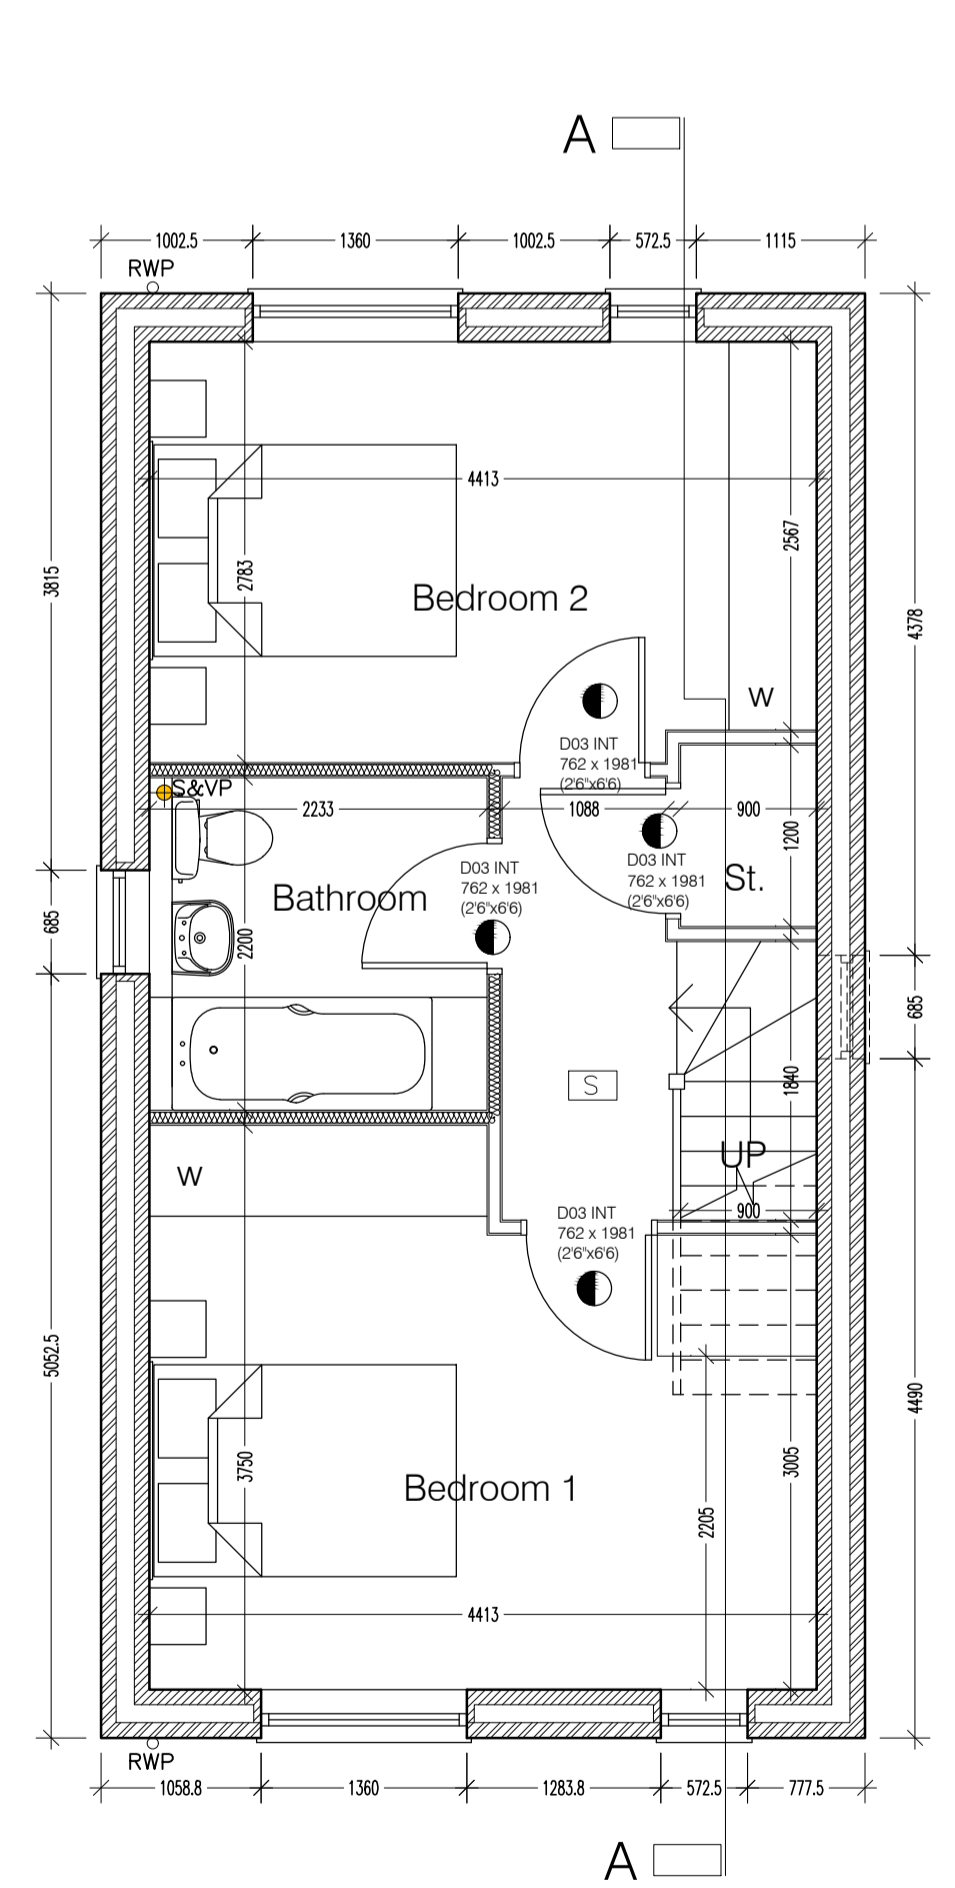 A
1002.5
1360
1002.5
572.5
1115
RWP
4413
2567
2783
3815
4378
Bedroom 2
W
D03 INT
762 x 1981
(2'6"x6'6)
S&VP
2233
1088
900
1200
D03 INT
762 x 1981
(2'6"x6'6)
D03 INT
762 x 1981
(2'6"x6'6)
St.
Bathroom
685
2200
685
S
1840
UP
W
900
D03 INT
762 x 1981
(2'6"x6'6)
5052.5
4490
3750
3005
Bedroom 1
2205
4413
RWP
1058.8
1360
1283.8
572.5
777.5
A